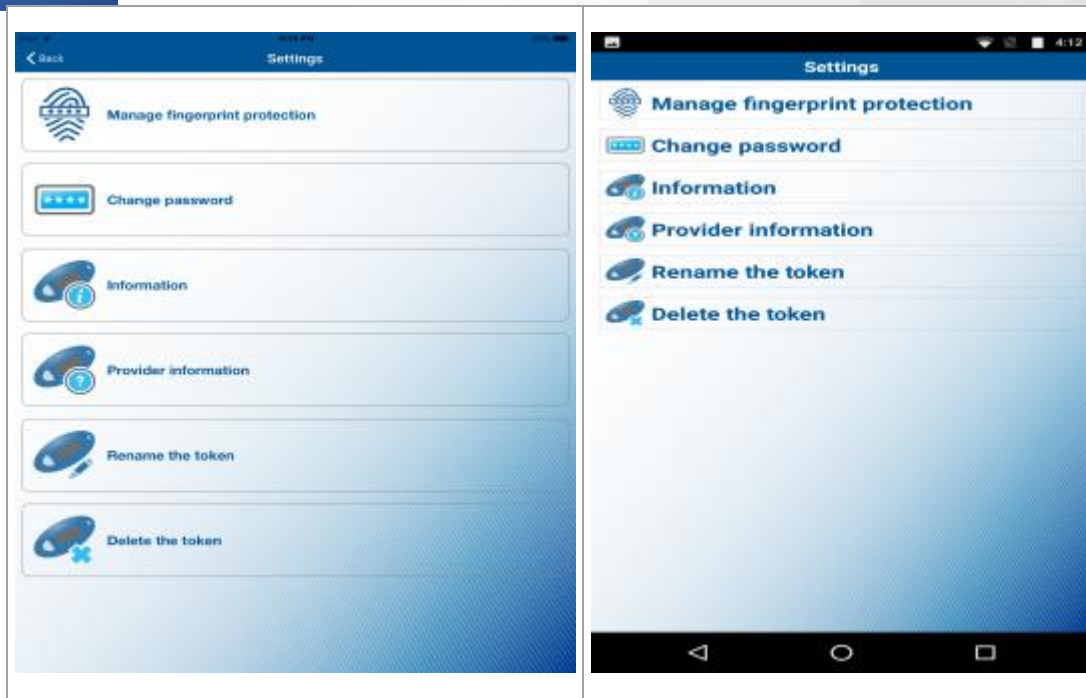 Back
Settings
Manage fingerprint protection
Change password
Information
Provider information
Rename the token
Delete the token
4:12
Settings
Manage fingerprint protection
Change password
Information
Provider information
Rename the token
Delete the token